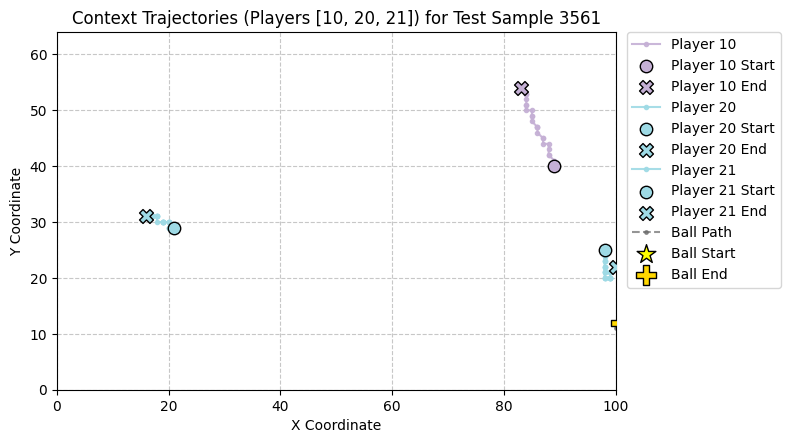 Context Trajectories (Players [10, 20, 21]) for Test Sample 3561
Y Coordinate
60
50
40
30
20
10
0
0 20 40 60 80 100
X Coordinate
Player 10
Player 10 Start
Player 10 End
Player 20
Player 20 Start
Player 20 End
Player 21
Player 21 Start
Player 21 End
Ball Path
Ball Start
Ball End